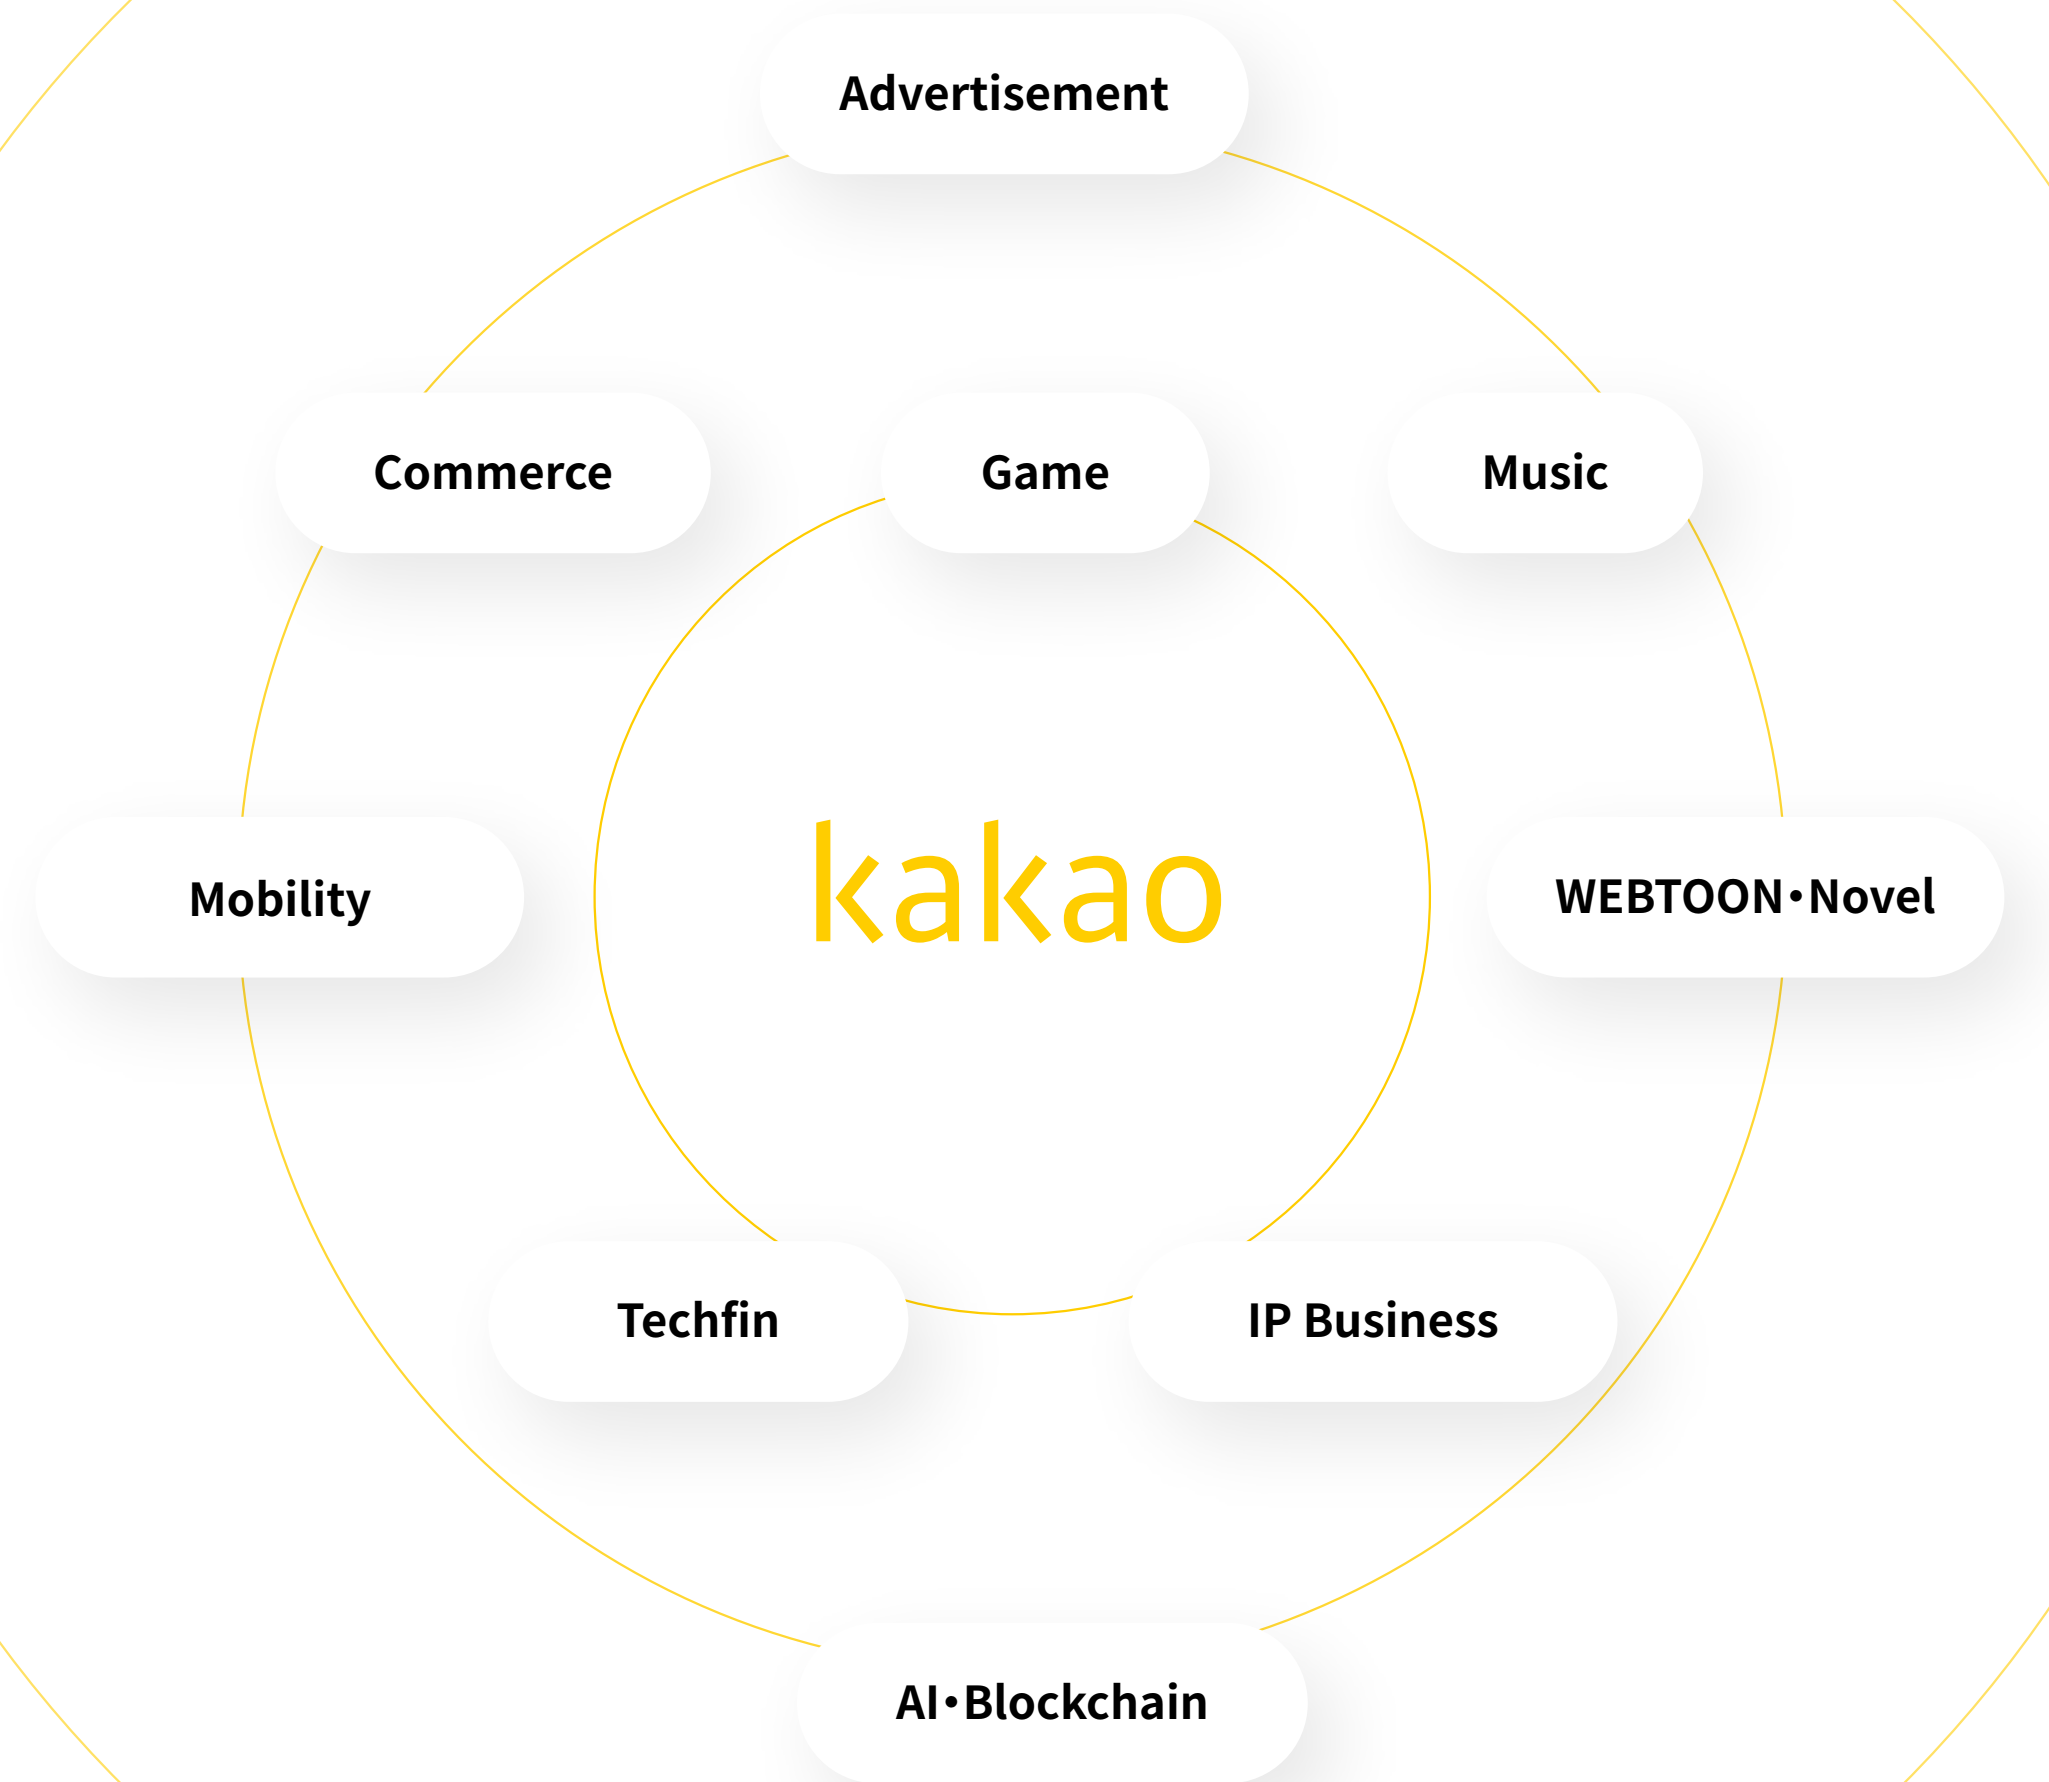 Advertisement
Commerce
Game
Music
kakao
Mobility
WEBTOON•Novel
Techfin
IP Business
AI•Blockchain